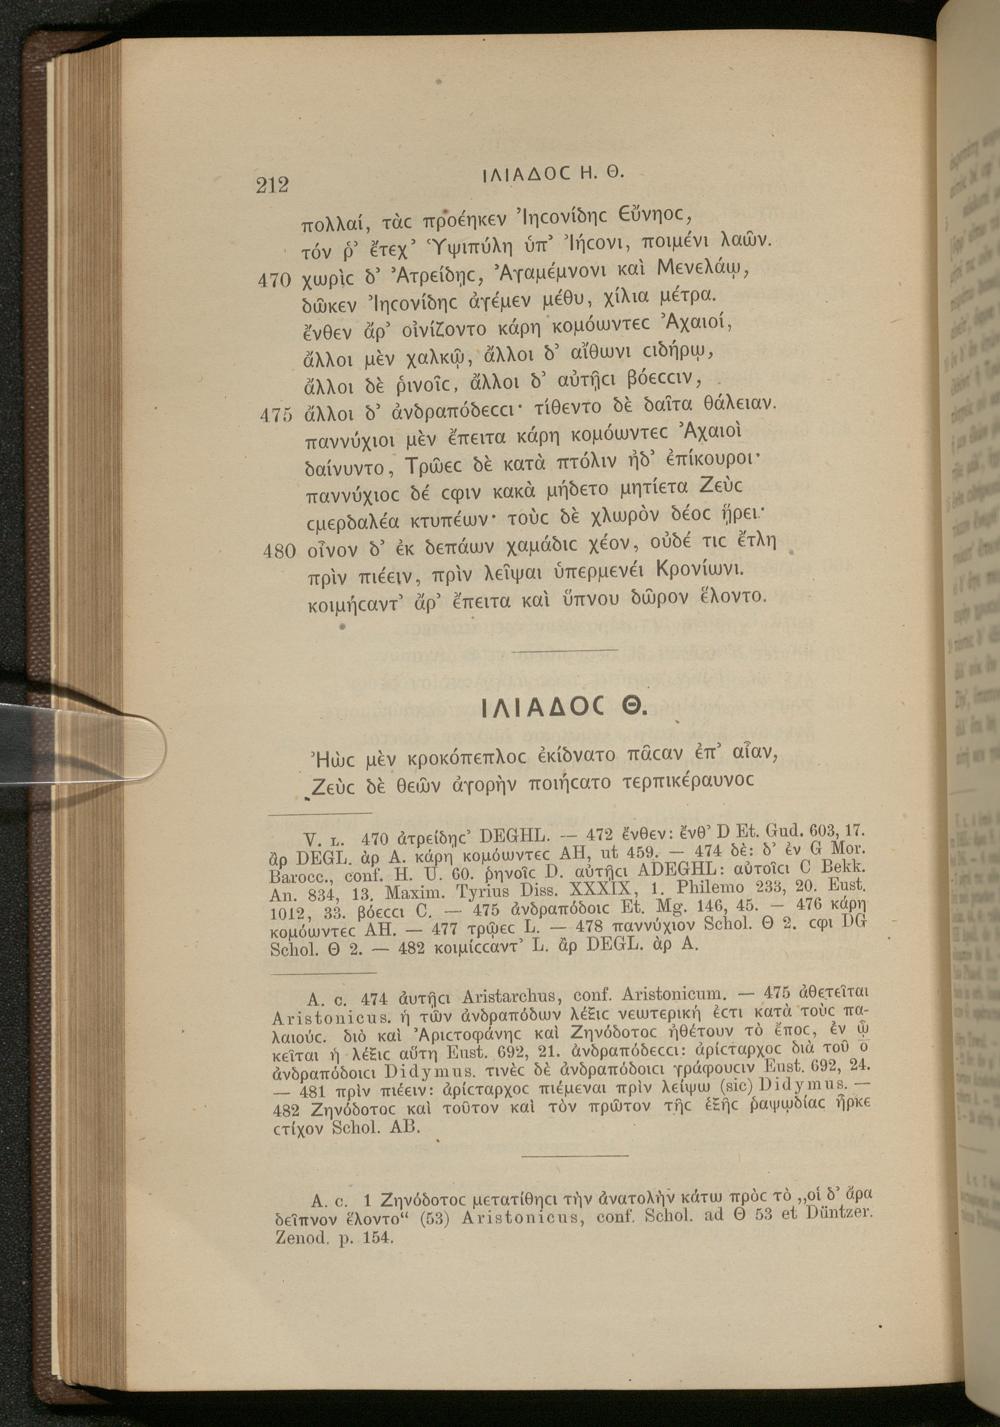 212
ΙΛΙΑΔΟϹ Η. Θ.
πολλαί, τὰϲ προέηκεν Ἰηϲονίδηϲ Εὔνηοϲ,
τόν ῥ’ ἔτεχ’ Ὑψιπύλη ὑπ’ Ἰήϲονι, ποιμένι λαῶν.
470 χωρὶϲ δ’ Ἀτρείδηϲ, Ἀγαμέμνονι καὶ Μενελάῳ,
δῶκεν Ἰηϲονίδηϲ ἀγέμεν μέθυ, χίλια μέτρα.
ἔνθεν ἄρ’ οἰνίζοντο κάρη κομόωντεϲ Ἀχαιοί,
ἄλλοι μὲν χαλκῷ, ἄλλοι δ’ αἴθωνι ϲιδήρῳ,
ἄλλοι δὲ ῥινοῖϲ, ἄλλοι δ’ αὐτῇϲι βόεϲϲιν,
475 ἄλλοι δ’ ἀνδραπόδεϲϲι· τίθεντο δὲ δαῖτα θάλειαν.
παννύχιοι μὲν ἔπειτα κάρη κομόωντεϲ Ἀχαιοὶ
δαίνυντο, Τρῶεϲ δὲ κατὰ πτόλιν ἠδ’ ἐπίκουροι·
παννύχιοϲ δέ ϲφιν κακὰ μήδετο μητίετα Ζεὺϲ
ϲμερδαλέα κτυπέων· τοὺϲ δὲ χλωρὸν δέοϲ ᾕρει·
480 οἶνον δ’ ἐκ δεπάων χαμάδιϲ χέον, οὐδέ τιϲ ἔτλη
πρὶν πιέειν, πρὶν λεῖψαι ὑπερμενέι Κρονίωνι.
κοιμήϲαντ’ ἄρ’ ἔπειτα καὶ ὕπνου δῶρον ἕλοντο.
ΙΛΙΑΔΟϹ Θ.
Ἠὼϲ μὲν κροκόπεπλοϲ ἐκίδνατο πᾶϲαν ἐπ’ αἶαν,
Ζεὺϲ δὲ θεῶν ἀγορὴν ποιήϲατο τερπικέραυνοϲ
V. L. 470 ἀτρείδηϲ’ DEGHL. — 472 ἔνθεν: ἔνθ’ D Et. Gud. 603, 17.
ἂρ DEGL. ἀρ A. κάρη κομόωντεϲ AH, ut 459. — 474 δὲ: δ’ ἐν G Mor.
Barocc., conf. H. U. 60. ῥηνοῖϲ D. αὐτῇϲι ADEGHL: αὐτοῖϲι C Bekk.
An. 834, 13. Maxim. Tyrius Diss. XXXIX, 1. Philemo 233, 20. Eust.
1012, 33. βόεϲϲι C. — 475 ἀνδραπόδοιϲ Et. Mg. 146, 45. — 476 κάρη
κομόωντεϲ AH. — 477 τρῷεϲ L. — 478 παννύχιον Schol. Θ 2. ϲφι DG
Schol. Θ 2. — 482 κοιμίϲϲαντ’ L. ἂρ DEGL. ἀρ A.
A. c. 474 ἀυτῇϲι Aristarchus, conf. Aristonicum. — 475 ἀθετεῖται
Aristonicus. ἡ τῶν ἀνδραπόδων λέξιϲ νεωτερική ἐϲτι κατὰ τοὺϲ πα-
λαιούϲ. διὸ καὶ Ἀριϲτοφάνηϲ καὶ Ζηνόδοτοϲ ἠθέτουν τὸ ἔποϲ, ἐν ᾧ
κεῖται ἡ λέξιϲ αὕτη Eust. 692, 21. ἀνδραπόδεϲϲι: ἀρίϲταρχοϲ διὰ τοῦ ο̄
ἀνδραπόδοιϲι Didymus. τινὲϲ δὲ ἀνδραπόδοιϲι γράφουϲιν Eust. 692, 24.
— 481 πρὶν πιέειν: ἀρίϲταρχοϲ πιέμεναι πρὶν λείψω (sic) Didymus. —
482 Ζηνόδοτοϲ καὶ τοῦτον καὶ τὸν πρῶτον τῆϲ ἑξῆϲ ῥαψῳδίαϲ ἦρκε
ϲτίχον Schol. AB.
A. c. 1 Ζηνόδοτοϲ μετατίθηϲι τὴν ἀνατολὴν κάτω πρὸϲ τὸ „οἱ δ’ ἄρα
δεῖπνον ἕλοντο“ (53) Aristonicus, conf. Schol. ad Θ 53 et Düntzer.
Zenod. p. 154.